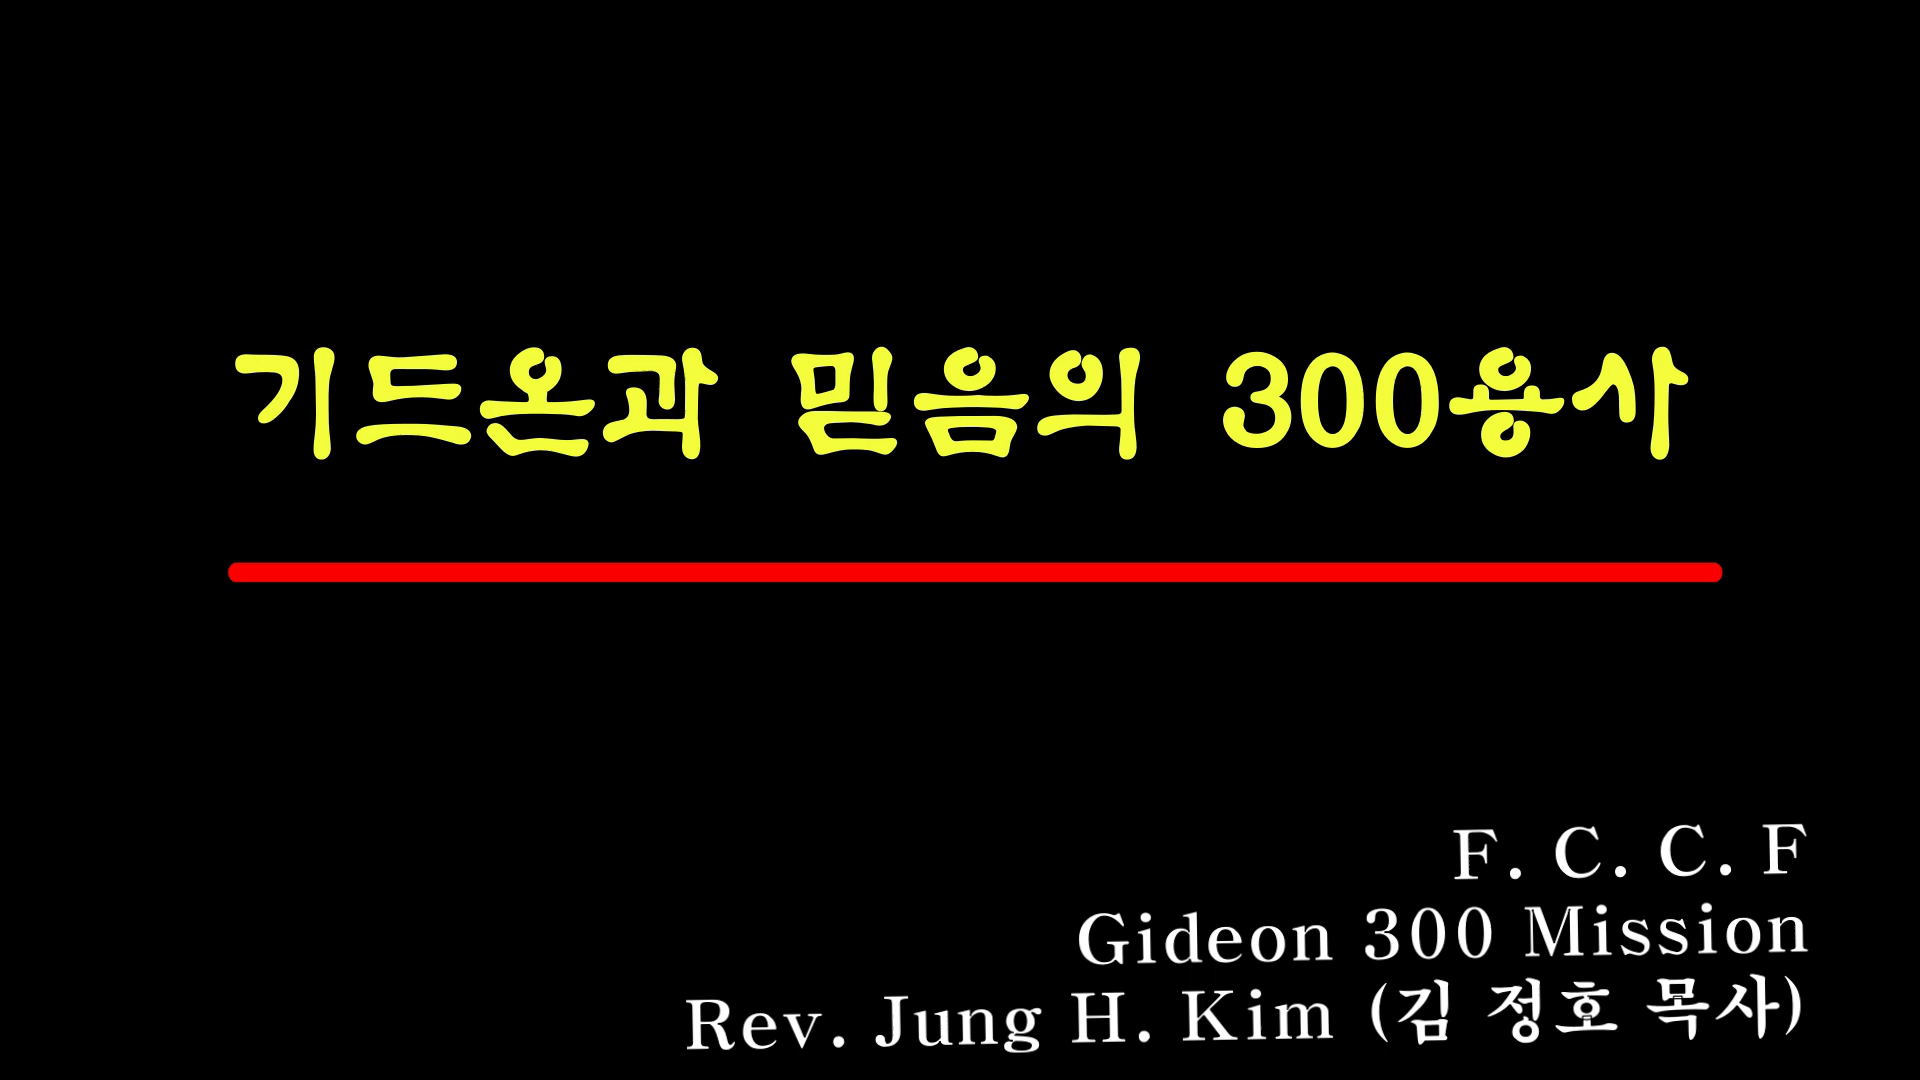 기드온과 믿음의 300용사
F. C. C. F
Gideon 300 Mission
Rev. Jung H. Kim (김 정호 목사)